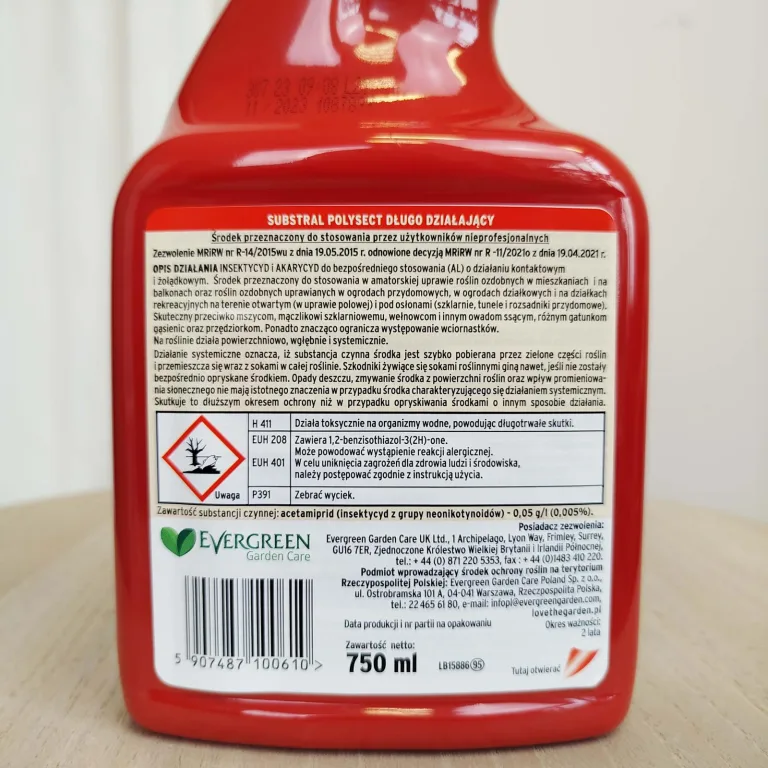 SUBSTRAL POLYSECT DŁUGO DZIAŁAJĄCY
Środek przeznaczony do stosowania przez użytkowników nieprofesjonalnych
Zezwolenie MRiRW nr R-14/2015wu z dnia 19.05.2015 r. odnowione decyzją MRiRW nr R -11/2021o z dnia 19.04.2021 r.
OPIS DZIAŁANIA INSEKTYCYD i AKARYCYD do bezpośredniego stosowania (AL) o działaniu kontaktowym
i żołądkowym. Środek przeznaczony do stosowania w amatorskiej uprawie roślin ozdobnych w mieszkaniach i na
balkonach oraz roślin ozdobnych uprawianych w ogrodach przydomowych, w ogrodach działkowych i na działkach
rekreacyjnych na terenie otwartym (w uprawie polowej) i pod osłonami (szklarnie, tunele i rozsadniki przydomowe).
Skuteczny przeciwko mszycom, mączlikowi szklarniowemu, wełnowcom i innym owadom ssącym, różnym gatunkom
gąsienic oraz przędziorkom. Ponadto znacząco ogranicza występowanie wciornastków.
Na roślinie działa powierzchniowo, wgłębnie i systemicznie.
Działanie systemiczne oznacza, iż substancja czynna środka jest szybko pobierana przez zielone części roślin
i przemieszcza się wraz z sokami w całej roślinie. Szkodniki żywiące się sokami roślinnymi giną nawet, jeśli nie zostały
bezpośrednio opryskane środkiem. Opady deszczu, zmywanie środka z powierzchni roślin oraz wpływ promieniowa-
nia słonecznego nie mają istotnego znaczenia w przypadku środka charakteryzującego się działaniem systemicznym.
Skutkuje to dłuższym okresem ochrony niż w przypadku opryskiwania środkami o innym sposobie działania.
H 411 Działa toksycznie na organizmy wodne, powodując długotrwałe skutki.
EUH 208 Zawiera 1,2-benzisothiazol-3(2H)-one.
Może powodować wystąpienie reakcji alergicznej.
EUH 401 W celu uniknięcia zagrożeń dla zdrowia ludzi i środowiska,
należy postępować zgodnie z instrukcją użycia.
Uwaga P391 Zebrać wyciek.
Zawartość substancji czynnej: acetamiprid (insektycyd z grupy neonikotynoidów) - 0,05 g/l (0,005%).
EVERGREEN
Garden Care
Posiadacz zezwolenia:
Evergreen Garden Care UK Ltd., 1 Archipelago, Lyon Way, Frimley, Surrey,
GU16 7ER, Zjednoczone Królestwo Wielkiej Brytanii i Irlandii Północnej,
tel.: + 44 (0) 871 220 5353, fax : + 44 (0)1483 410 220.
Podmiot wprowadzający środek ochrony roślin na terytorium
Rzeczypospolitej Polskiej: Evergreen Garden Care Poland Sp. z o.o.,
ul. Ostrobramska 101 A, 04-041 Warszawa, Rzeczpospolita Polska,
tel.: 22 465 61 80, e-mail: infopl@evergreengarden.com,
lovethegarden.pl
Data produkcji i nr partii na opakowaniu
Okres ważności:
2 lata
5 907487 100610 >
Zawartość netto:
750 ml
LB15886 95
Tutaj otwierać